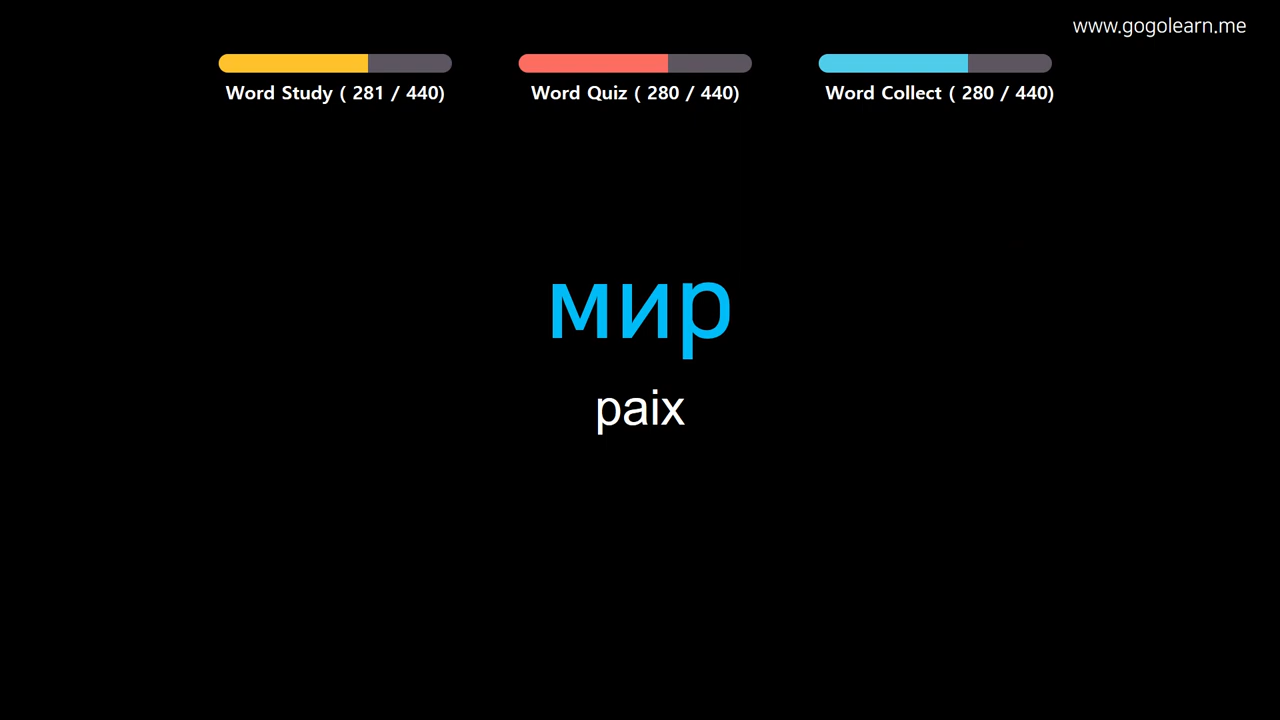 www.gogolearn.me
Word Study ( 281 / 440)
Word Quiz ( 280 / 440)
Word Collect ( 280 / 440)
мир
paix